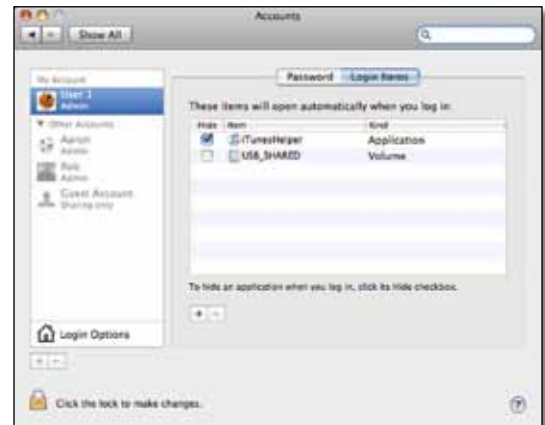 Accounts
Show All
My Account
User 1
Admin
Other Accounts
Aaron
Admin
Admin
Guest Account
Sharing only
Password Login Items
These items will open automatically when you log in:
Hide Item Kind
iTunesHelper Application
USB_SHARED Volume
To hide an application when you log in, click its Hide checkbox.
Login Options
Click the lock to make changes.
?